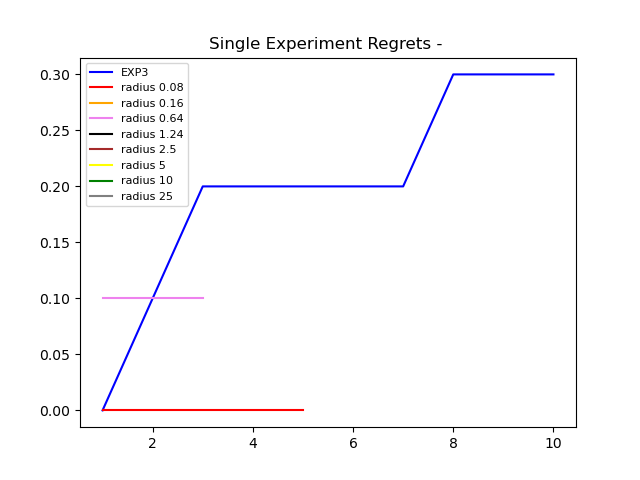 Single Experiment Regrets -
EXP3
radius 0.08
radius 0.16
radius 0.64
radius 1.24
radius 2.5
radius 5
radius 10
radius 25
0.30
0.25
0.20
0.15
0.10
0.05
0.00
2 4 6 8 10